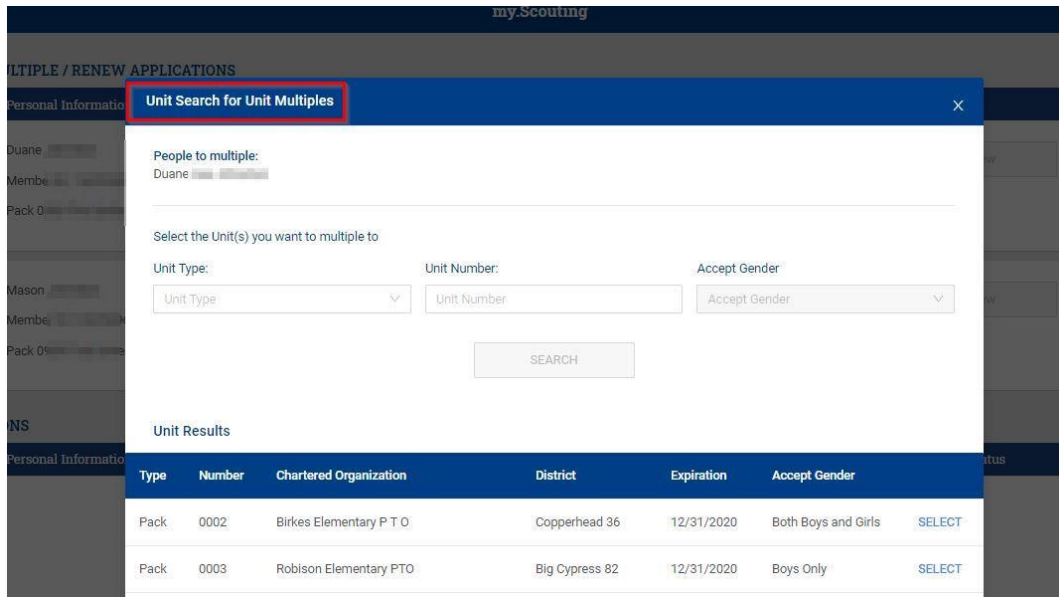 my.Scouting
ULTIPLE / RENEW APPLICATIONS
Personal Informatio
Duane
Membe
Pack 0
Mason
Membe
Pack 09
NS
Personal Informatio
tus
Unit Search for Unit Multiples
People to multiple:
Duane
Select the Unit(s) you want to multiple to
Unit Type: Unit Number: Accept Gender
Unit Type Unit Number Accept Gender
SEARCH
Unit Results
Type Number Chartered Organization District Expiration Accept Gender
Pack 0002 Birkes Elementary P T O Copperhead 36 12/31/2020 Both Boys and Girls SELECT
Pack 0003 Robison Elementary PTO Big Cypress 82 12/31/2020 Boys Only SELECT